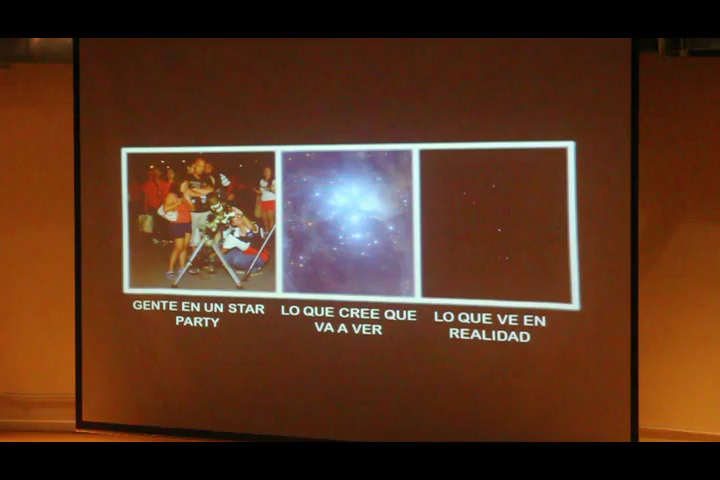 GENTE EN UN STAR
PARTY
LO QUE CREE QUE
VA A VER
LO QUE VE EN
REALIDAD